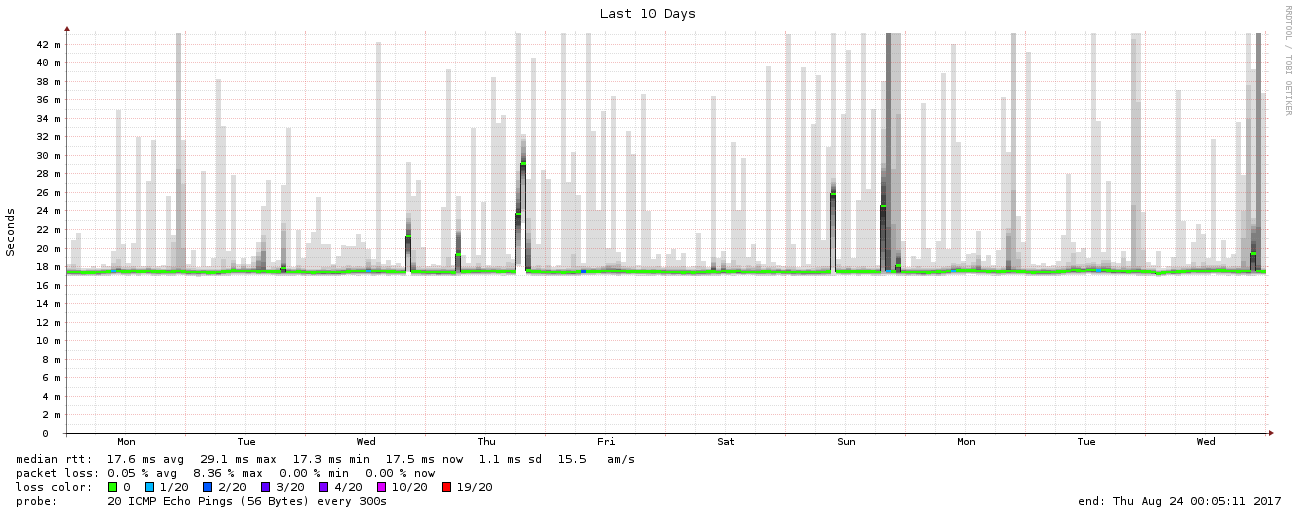 Last 10 Days
RRDTOOL / TOBI OETIKER
Seconds
42 m
40 m
38 m
36 m
34 m
32 m
30 m
28 m
26 m
24 m
22 m
20 m
18 m
16 m
14 m
12 m
10 m
8 m
6 m
4 m
2 m
0
Mon Tue Wed Thu Fri Sat Sun Mon Tue Wed
median rtt: 17.6 ms avg 29.1 ms max 17.3 ms min 17.5 ms now 1.1 ms sd 15.5 am/s
packet loss: 0.05 % avg 8.36 % max 0.00 % min 0.00 % now
loss color: 0 1/20 2/20 3/20 4/20 10/20 19/20
probe: 20 ICMP Echo Pings (56 Bytes) every 300s end: Thu Aug 24 00:05:11 2017